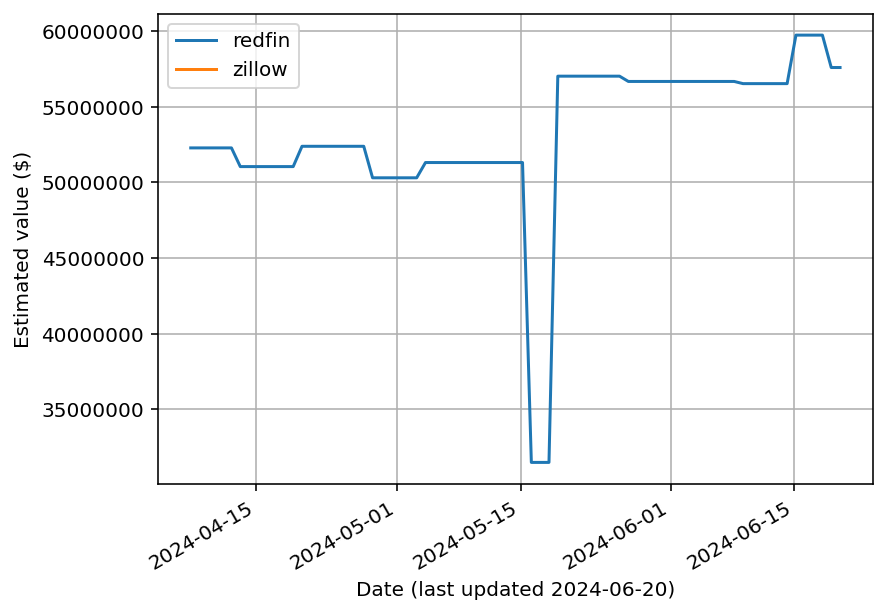 60000000
55000000
50000000
45000000
40000000
35000000
redfin
zillow
Estimated value ($)
2024-04-15
2024-05-01
2024-05-15
2024-06-01
2024-06-15
Date (last updated 2024-06-20)